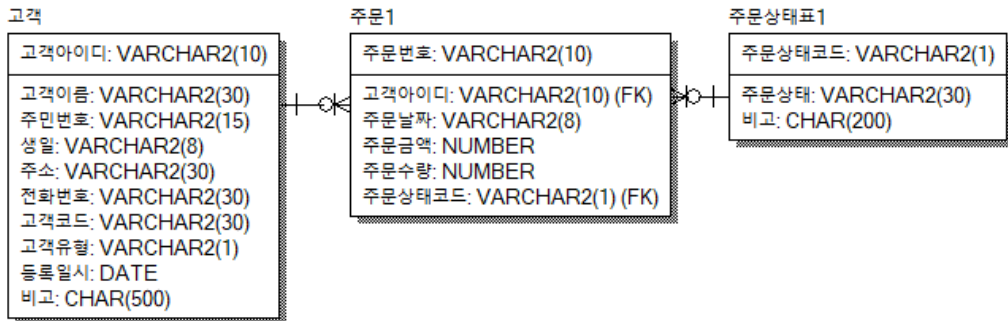 고객
고객아이디: VARCHAR2(10)
고객이름: VARCHAR2(30)
주민번호: VARCHAR2(15)
생일: VARCHAR2(8)
주소: VARCHAR2(30)
전화번호: VARCHAR2(30)
고객코드: VARCHAR2(30)
고객유형: VARCHAR2(1)
등록일시: DATE
비고: CHAR(500)
주문1
주문번호: VARCHAR2(10)
고객아이디: VARCHAR2(10) (FK)
주문날짜: VARCHAR2(8)
주문금액: NUMBER
주문수량: NUMBER
주문상태코드: VARCHAR2(1) (FK)
주문상태표1
주문상태코드: VARCHAR2(1)
주문상태: VARCHAR2(30)
비고: CHAR(200)